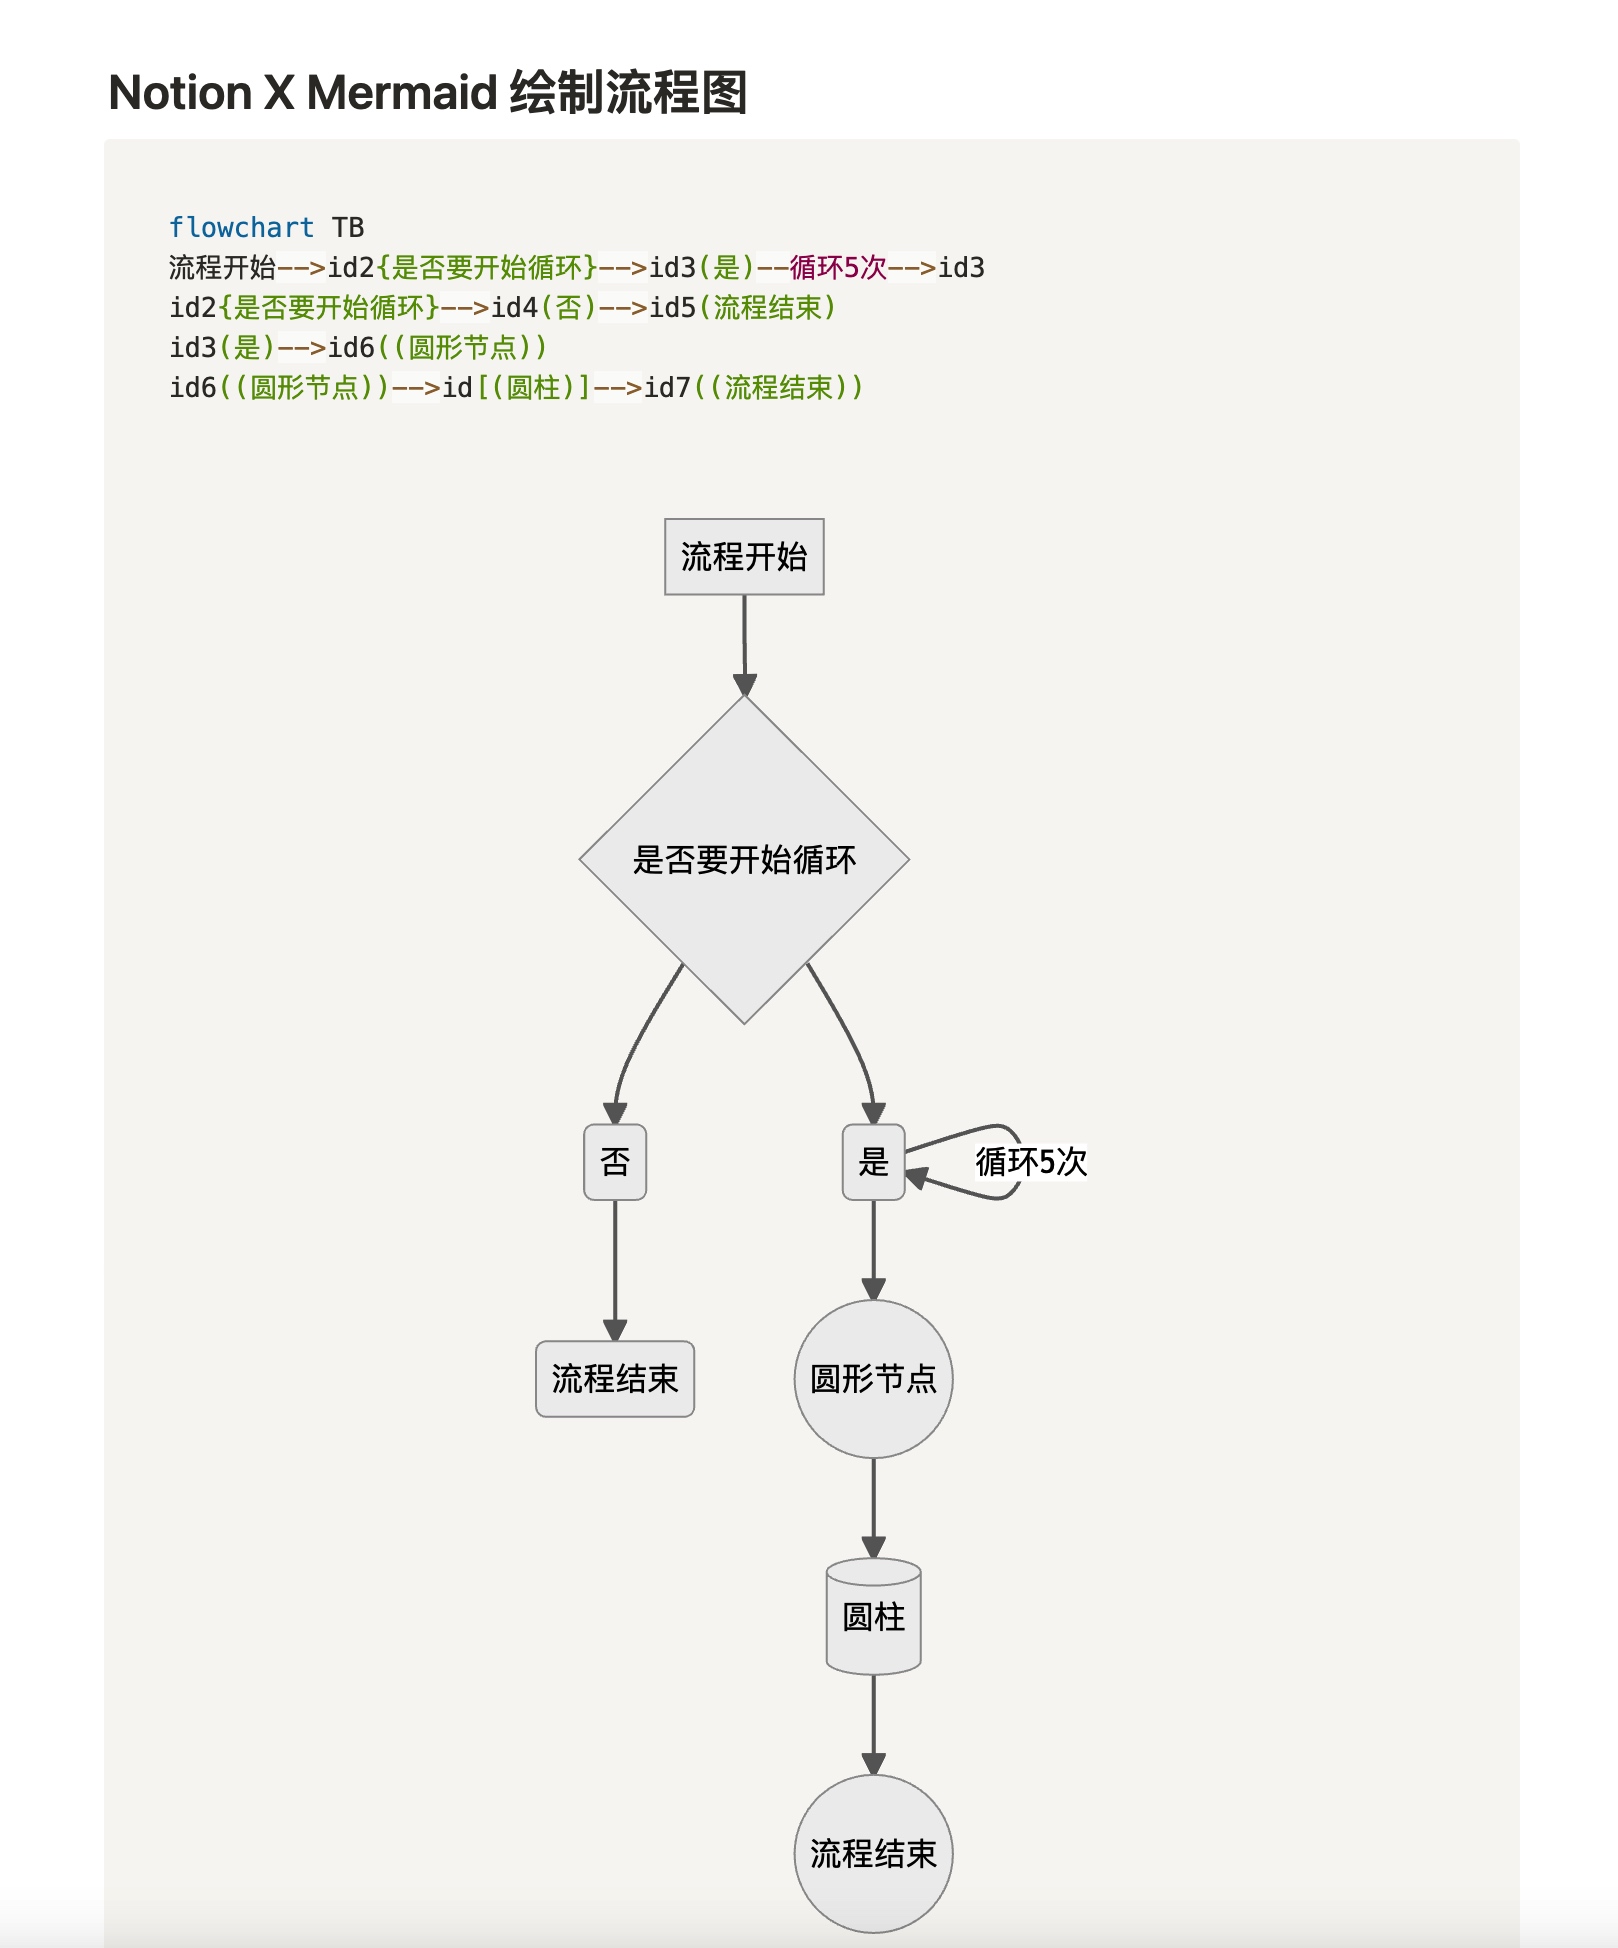 Notion X Mermaid 绘制流程图
flowchart TB
流程开始-->id2{是否要开始循环}-->id3(是)--循环5次-->id3
id2{是否要开始循环}-->id4(否)-->id5(流程结束)
id3(是)-->id6((圆形节点))
id6((圆形节点))-->id[(圆柱)]-->id7((流程结束))
流程开始
是否要开始循环
否
是
循环5次
流程结束
圆形节点
圆柱
流程结束